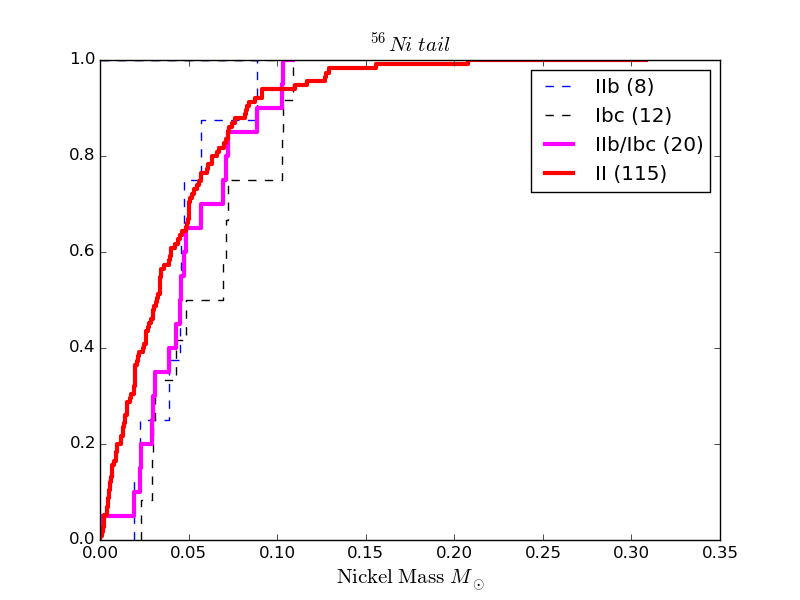 ⁵⁶Ni tail
1.0
0.8
0.6
0.4
0.2
0.0
IIb (8)
Ibc (12)
IIb/Ibc (20)
II (115)
0.00 0.05 0.10 0.15 0.20 0.25 0.30 0.35
Nickel Mass M⊙